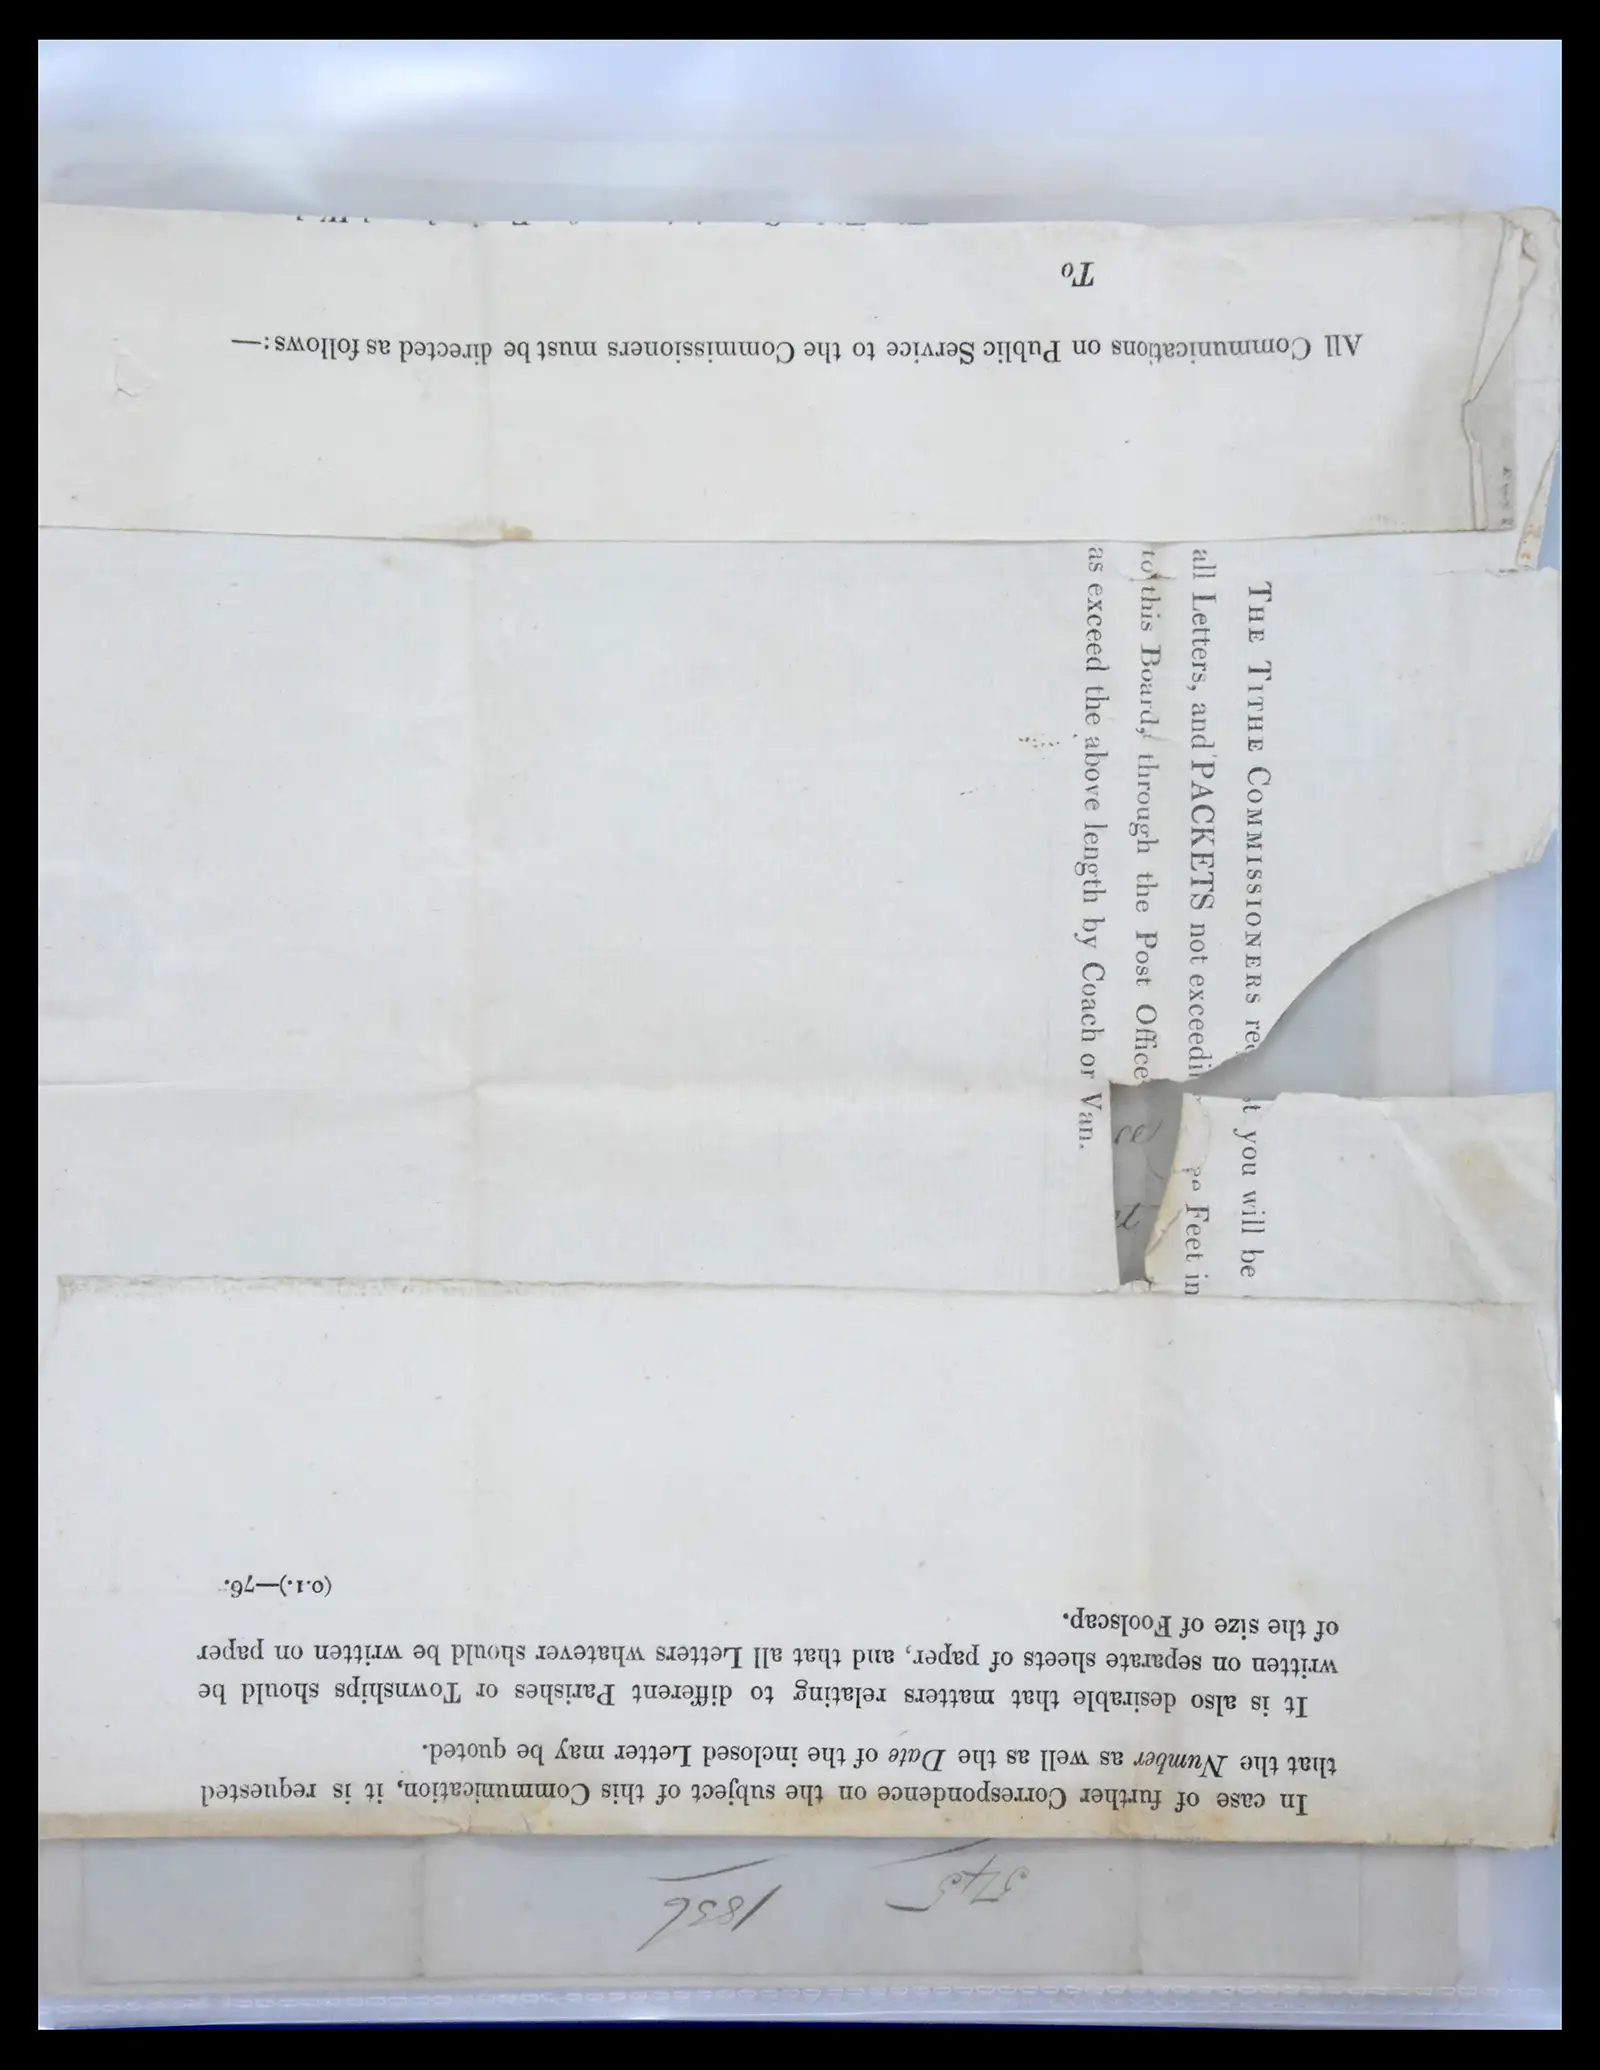 In case of further Correspondence on the subject of this Communication, it is requested
that the Number as well as the Date of the inclosed Letter may be quoted.
It is also desirable that matters relating to different Parishes or Townships should be
written on separate sheets of paper, and that all Letters whatever should be written on paper
of the size of Foolscap.
(0.1.)—76.
THE TITHE COMMISSIONERS you will be
all Letters, and PACKETS not Feet in
to this Board, through the Post Office
as exceed the above length by Coach or Van.
All Communications on Public Service to the Commissioners must be directed as follows:—
To
1836